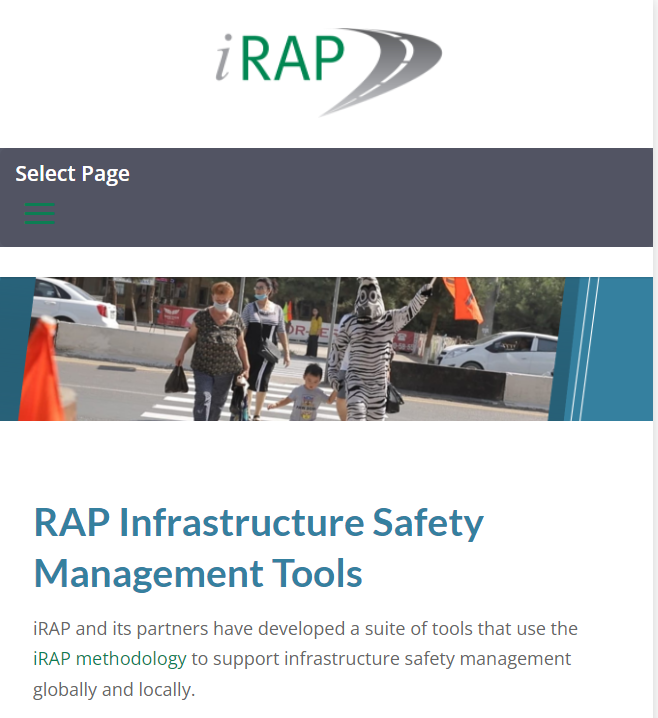 iRAP
Select Page
RAP Infrastructure Safety
Management Tools
iRAP and its partners have developed a suite of tools that use the
iRAP methodology to support infrastructure safety management
globally and locally.